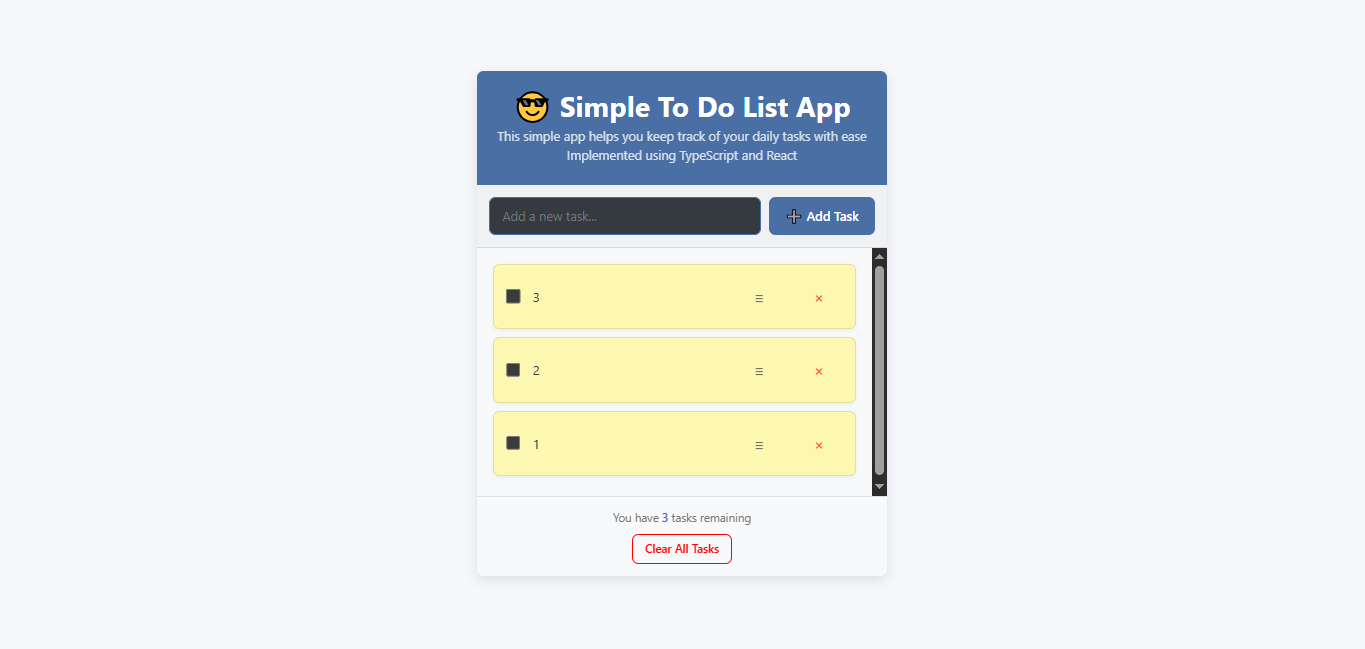 😎 Simple To Do List App
This simple app helps you keep track of your daily tasks with ease
Implemented using TypeScript and React
Add a new task...
➕ Add Task
3 ☰ ×
2 ☰ ×
1 ☰ ×
You have 3 tasks remaining
Clear All Tasks